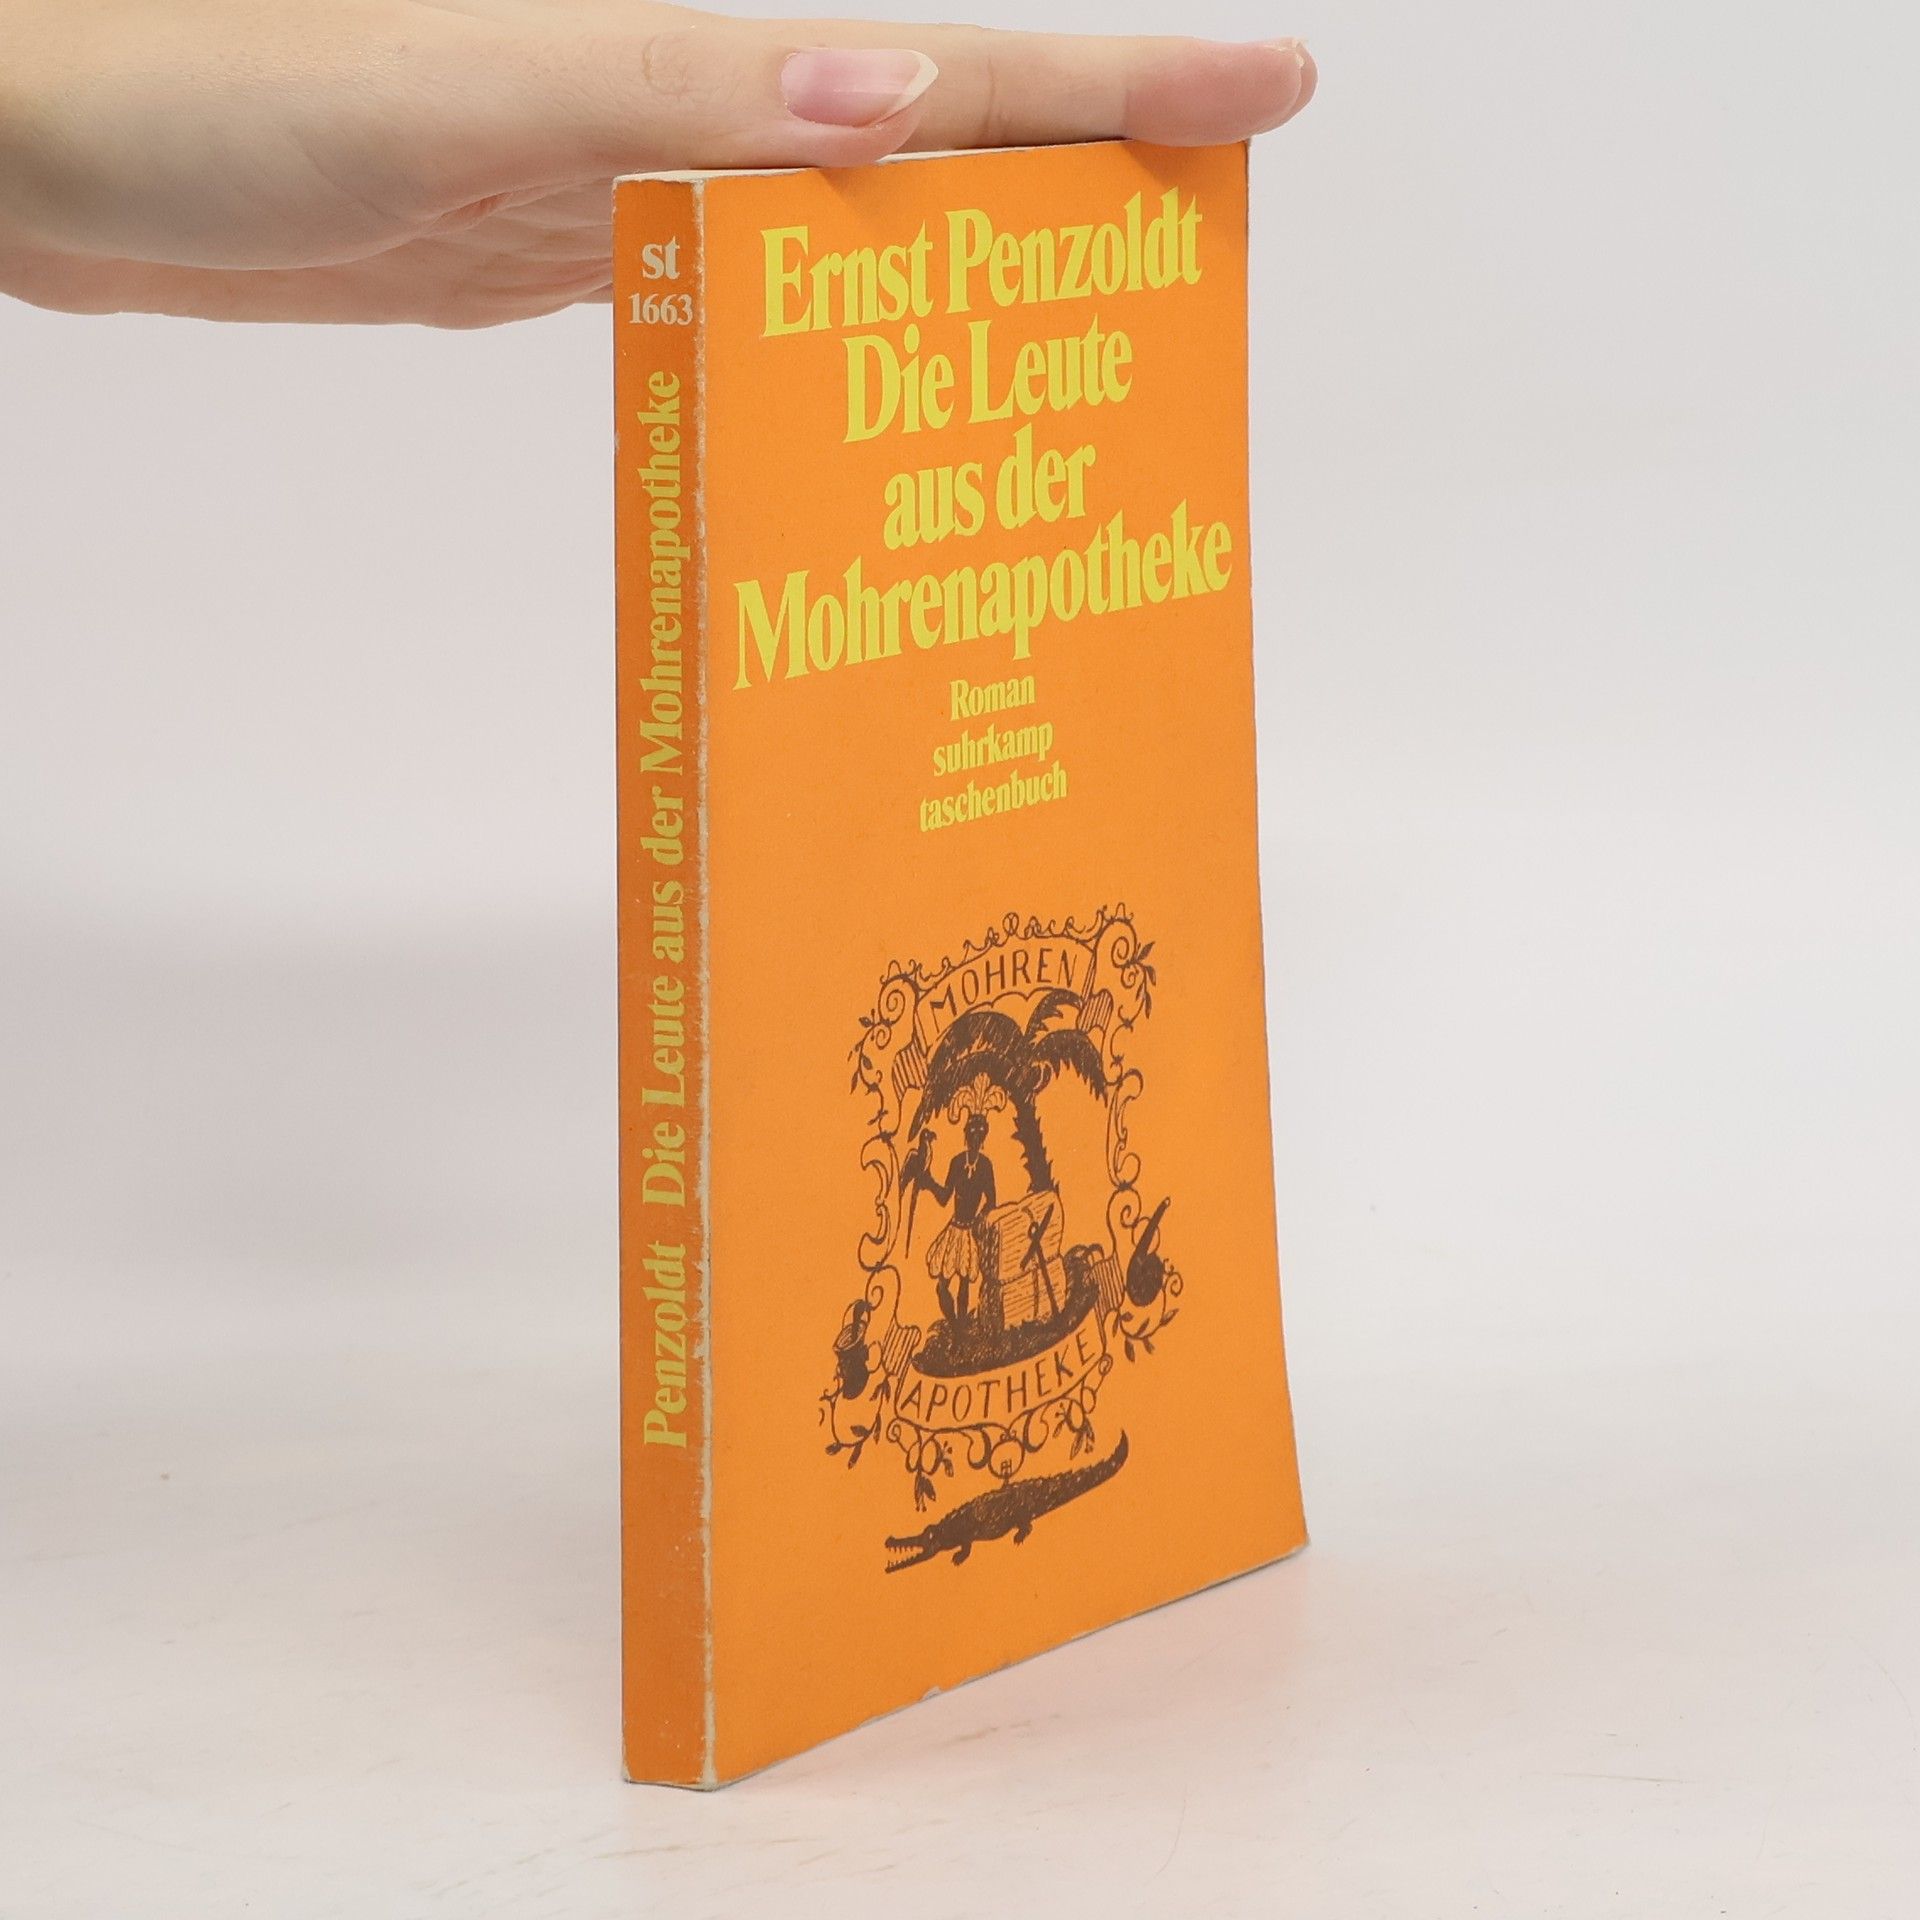 st
1663
Penzoldt Die Leute aus der Mohrenapotheke
Ernst Penzoldt
Die Leute
aus der
Mohrenapotheke
Roman
suhrkamp
taschenbuch
MOHREN
APOTHEKE